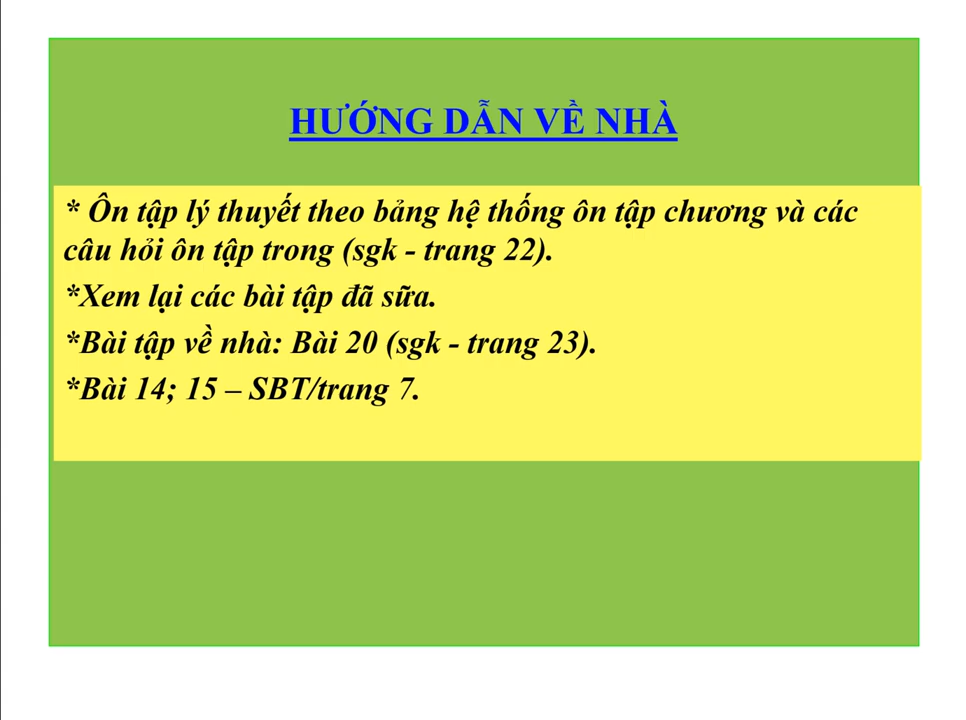 HƯỚNG DẪN VỀ NHÀ
* Ôn tập lý thuyết theo bảng hệ thống ôn tập chương và các
câu hỏi ôn tập trong (sgk - trang 22).
*Xem lại các bài tập đã sữa.
*Bài tập về nhà: Bài 20 (sgk - trang 23).
*Bài 14; 15 – SBT/trang 7.